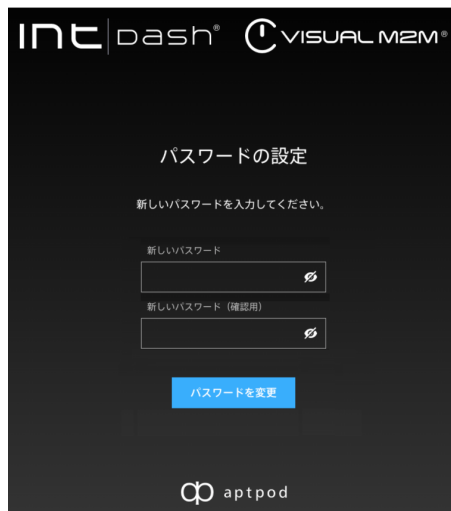 intDash® VISUAL M2M®
パスワードの設定
新しいパスワードを入力してください。
新しいパスワード
新しいパスワード（確認用）
パスワードを変更
aptpod